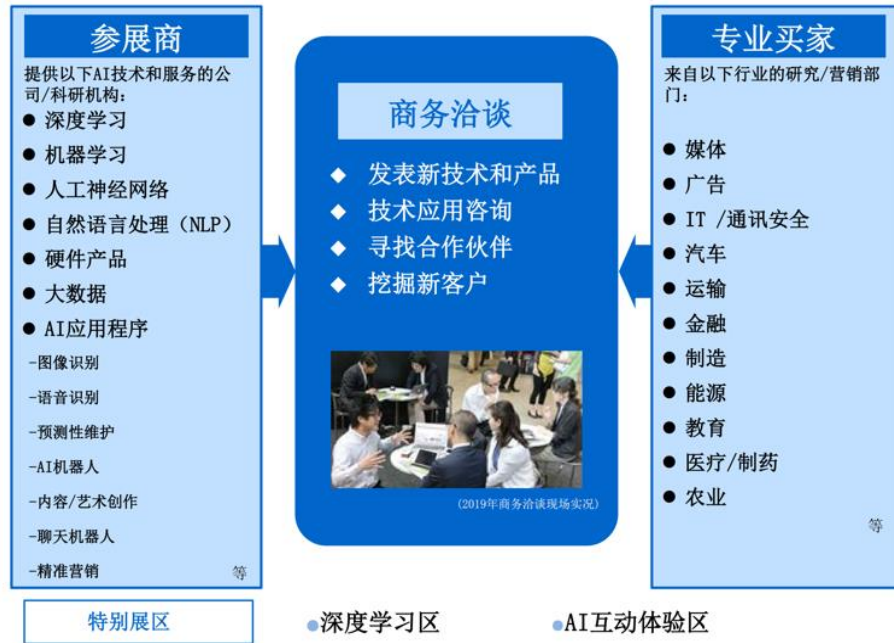 参展商
提供以下AI技术和服务的公
司/科研机构:
● 深度学习
● 机器学习
● 人工神经网络
● 自然语言处理（NLP）
● 硬件产品
● 大数据
● AI应用程序
-图像识别
-语音识别
-预测性维护
-AI机器人
-内容/艺术创作
-聊天机器人
-精准营销
等
商务洽谈
◆ 发表新技术和产品
◆ 技术应用咨询
◆ 寻找合作伙伴
◆ 挖掘新客户
(2019年商务洽谈现场实况)
专业买家
来自以下行业的研究/营销部
门:
● 媒体
● 广告
● IT /通讯安全
● 汽车
● 运输
● 金融
● 制造
● 能源
● 教育
● 医疗/制药
● 农业
等
特别展区
●深度学习区
●AI互动体验区